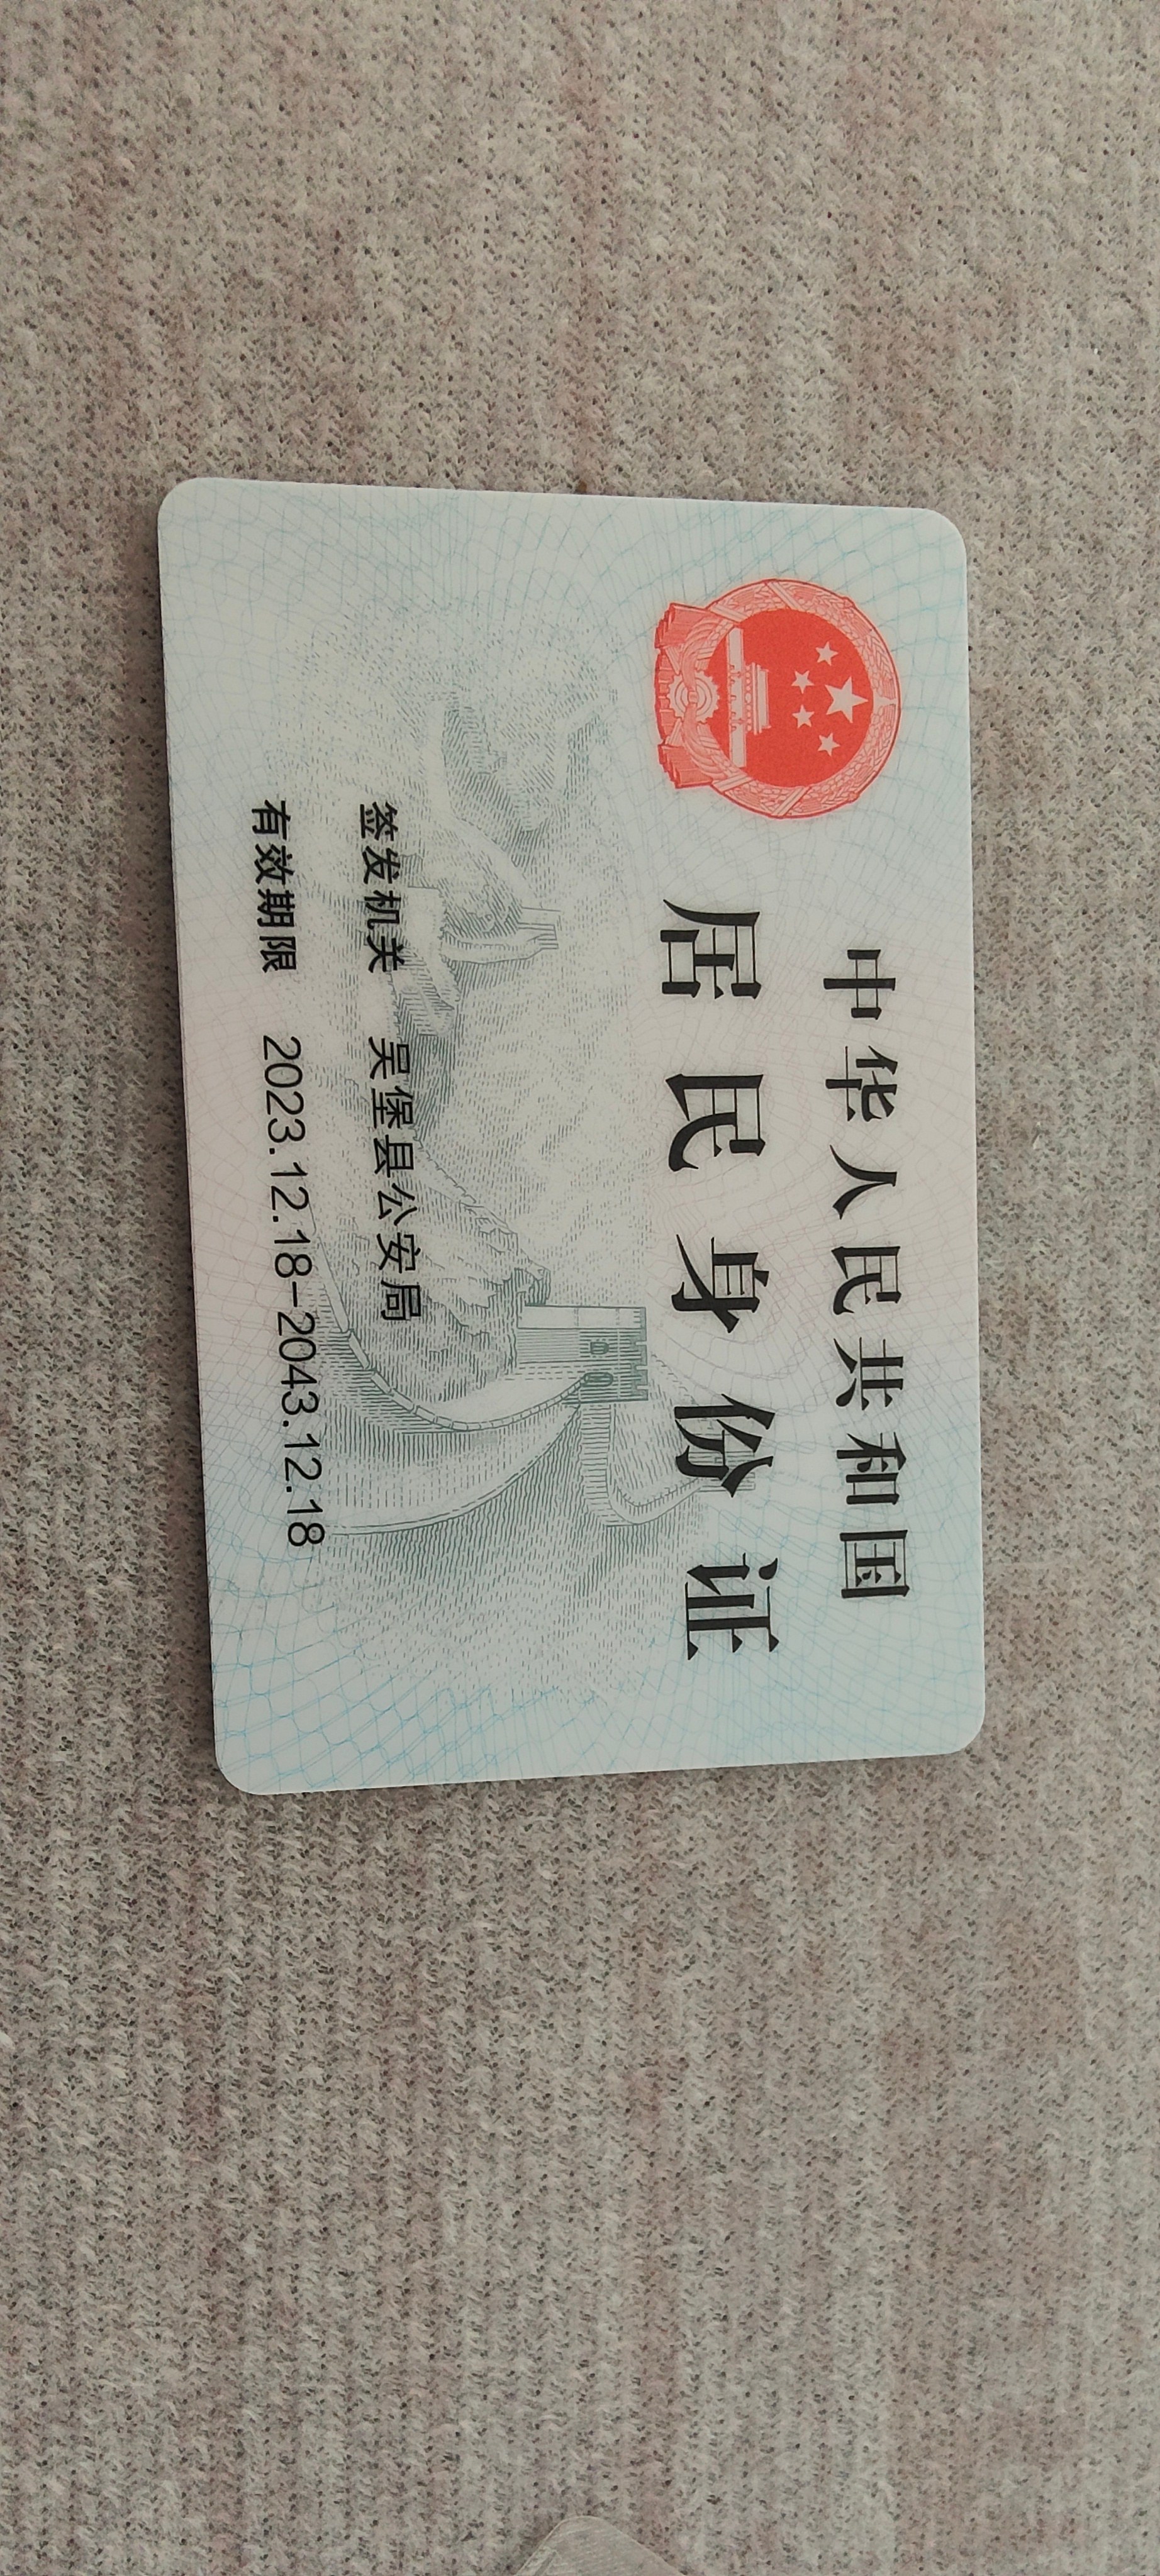 中华人民共和国
居民身份证
签发机关 吴堡县公安局
有效期限 2023.12.18-2043.12.18